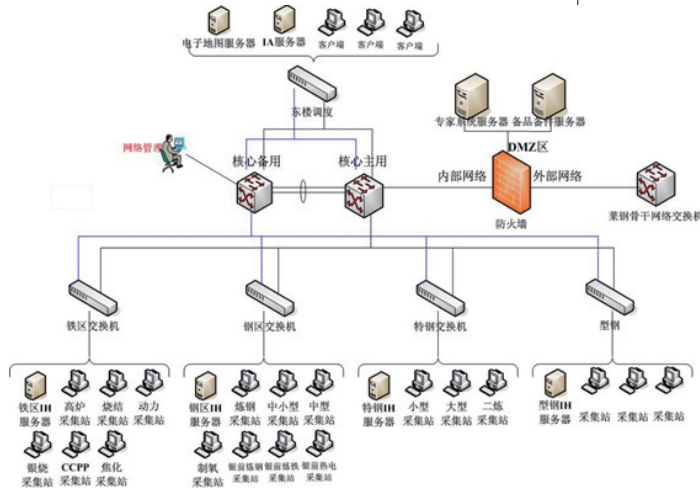 电子地图服务器 IA服务器 客户端 客户端 客户端
东楼调度
专家系统服务器 备品备件服务器
DMZ区
网络管理
核心备用 核心主用
内部网络 外部网络
防火墙
莱钢骨干网络交换机
铁区交换机 钢区交换机 特钢交换机 型钢
铁区IH
服务器
高炉
采集站
烧结
采集站
动力
采集站
银烧
采集站
CCPP
采集站
焦化
采集站
钢区IH
服务器
炼钢
采集站
中小型
采集站
中型
采集站
制氧
采集站
银前炼钢
采集站
银前炼铁
采集站
银前热电
采集站
特钢IH
服务器
小型
采集站
大型
采集站
二炼
采集站
型钢IH
服务器
采集站 采集站 采集站